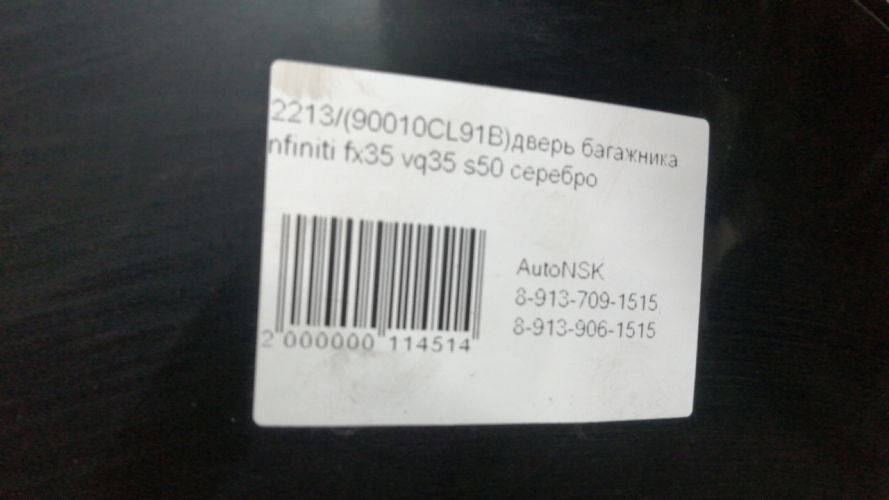 2213/(90010CL91B)дверь багажника
nfiniti fx35 vq35 s50 серебро
AutoNSK
8-913-709-1515
8-913-906-1515
2 000000 114514